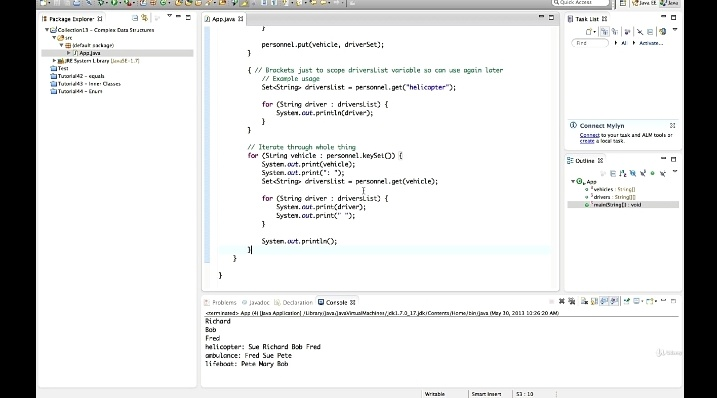 Quick Access
Java EE
Java
Package Explorer
Collection13 - Complex Data Structures
src
(default package)
App.java
JRE System Library [JavaSE-1.7]
Test
Tutorial42 - equals
Tutorial43 - Inner Classes
Tutorial44 - Enum
App.java
}
personnel.put(vehicle, driverSet);
}
{ // Brackets just to scope driversList variable so can use again later
// Example usage
Set<String> driversList = personnel.get("helicopter");
for (String driver : driversList) {
System.out.println(driver);
}
}
// Iterate through whole thing
for (String vehicle : personnel.keySet()) {
System.out.print(vehicle);
System.out.print(": ");
Set<String> driversList = personnel.get(vehicle);
for (String driver : driversList) {
System.out.print(driver);
System.out.print(" ");
}
System.out.println();
}
}
}
Task List
Find
All
Activate...
Connect Mylyn
Connect to your task and ALM tools or
create a local task.
Outline
App
vehicles : String[]
drivers : String[][]
main(String[]) : void
Problems
Javadoc
Declaration
Console
<terminated> App (4) [Java Application] /Library/Java/JavaVirtualMachines/jdk1.7.0_17.jdk/Contents/Home/bin/java (May 30, 2013 10:26:20 AM)
Richard
Bob
Fred
helicopter: Sue Richard Bob Fred
ambulance: Fred Sue Pete
lifeboat: Pete Mary Bob
Writable
Smart Insert
53 : 10